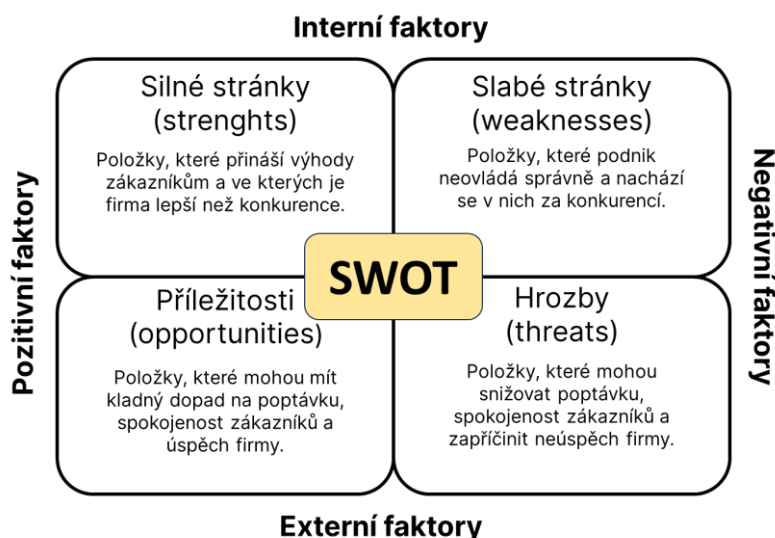 Interní faktory
Silné stránky
(strenghts)
Položky, které přináší výhody
zákazníkům a ve kterých je
firma lepší než konkurence.
Slabé stránky
(weaknesses)
Položky, které podnik
neovládá správně a nachází
se v nich za konkurencí.
Pozitivní faktory
SWOT
Negativní faktory
Příležitosti
(opportunities)
Položky, které mohou mít
kladný dopad na poptávku,
spokojenost zákazníků a
úspěch firmy.
Hrozby
(threats)
Položky, které mohou
snižovat poptávku,
spokojenost zákazníků a
zapříčinit neúspěch firmy.
Externí faktory